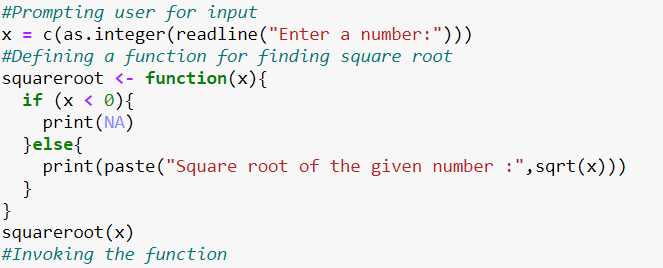 #Prompting user for input
x = c(as.integer(readline("Enter a number:")))
#Defining a function for finding square root
squareroot <- function(x){
  if (x < 0){
    print(NA)
  }else{
    print(paste("Square root of the given number :",sqrt(x)))
  }
}
squareroot(x)
#Invoking the function